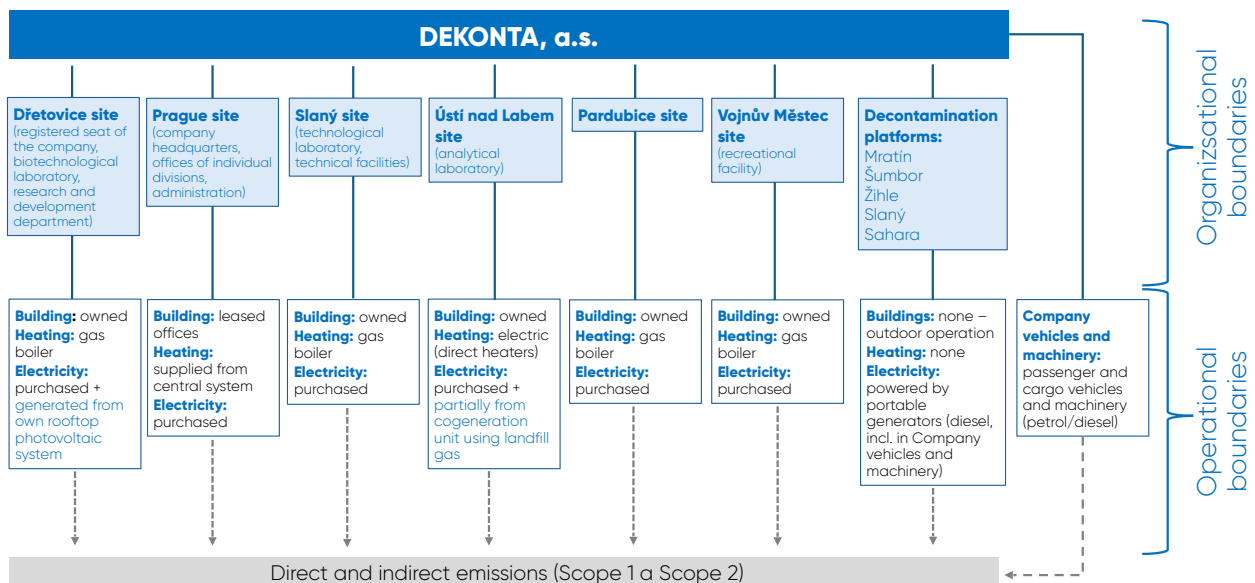 DEKONTA, a.s.
Dřetovice site
(registered seat of
the company,
biotechnological
laboratory,
research and
development
department)
Prague site
(company
headquarters,
offices of individual
divisions,
administration)
Slaný site
(technological
laboratory,
technical facilities)
Ústí nad Labem
site
(analytical
laboratory)
Pardubice site
Vojnův Městec
site
(recreational
facility)
Decontamination
platforms:
Mratín
Šumbor
Žihle
Slaný
Sahara
Organizsational
boundaries
Building: owned
Heating: gas
boiler
Electricity:
purchased +
generated from
own rooftop
photovoltaic
system
Building: leased
offices
Heating:
supplied from
central system
Electricity:
purchased
Building: owned
Heating: gas
boiler
Electricity:
purchased
Building: owned
Heating: electric
(direct heaters)
Electricity:
purchased +
partially from
cogeneration
unit using landfill
gas
Building: owned
Heating: gas
boiler
Electricity:
purchased
Building: owned
Heating: gas
boiler
Electricity:
purchased
Buildings: none –
outdoor operation
Heating: none
Electricity:
powered by
portable
generators (diesel,
incl. in Company
vehicles and
machinery)
Company
vehicles and
machinery:
passenger and
cargo vehicles
and machinery
(petrol/diesel)
Operational
boundaries
Direct and indirect emissions (Scope 1 a Scope 2)